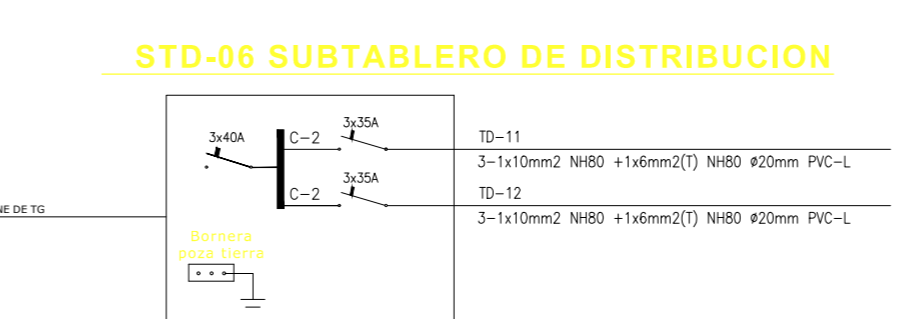 STD-06 SUBTABLERO DE DISTRIBUCION
3x40A
C-2
3x35A
TD-11
3-1x10mm2 NH80 +1x6mm2(T) NH80 Ø20mm PVC-L
C-2
3x35A
TD-12
3-1x10mm2 NH80 +1x6mm2(T) NH80 Ø20mm PVC-L
DE TG
Bornera
poza tierra